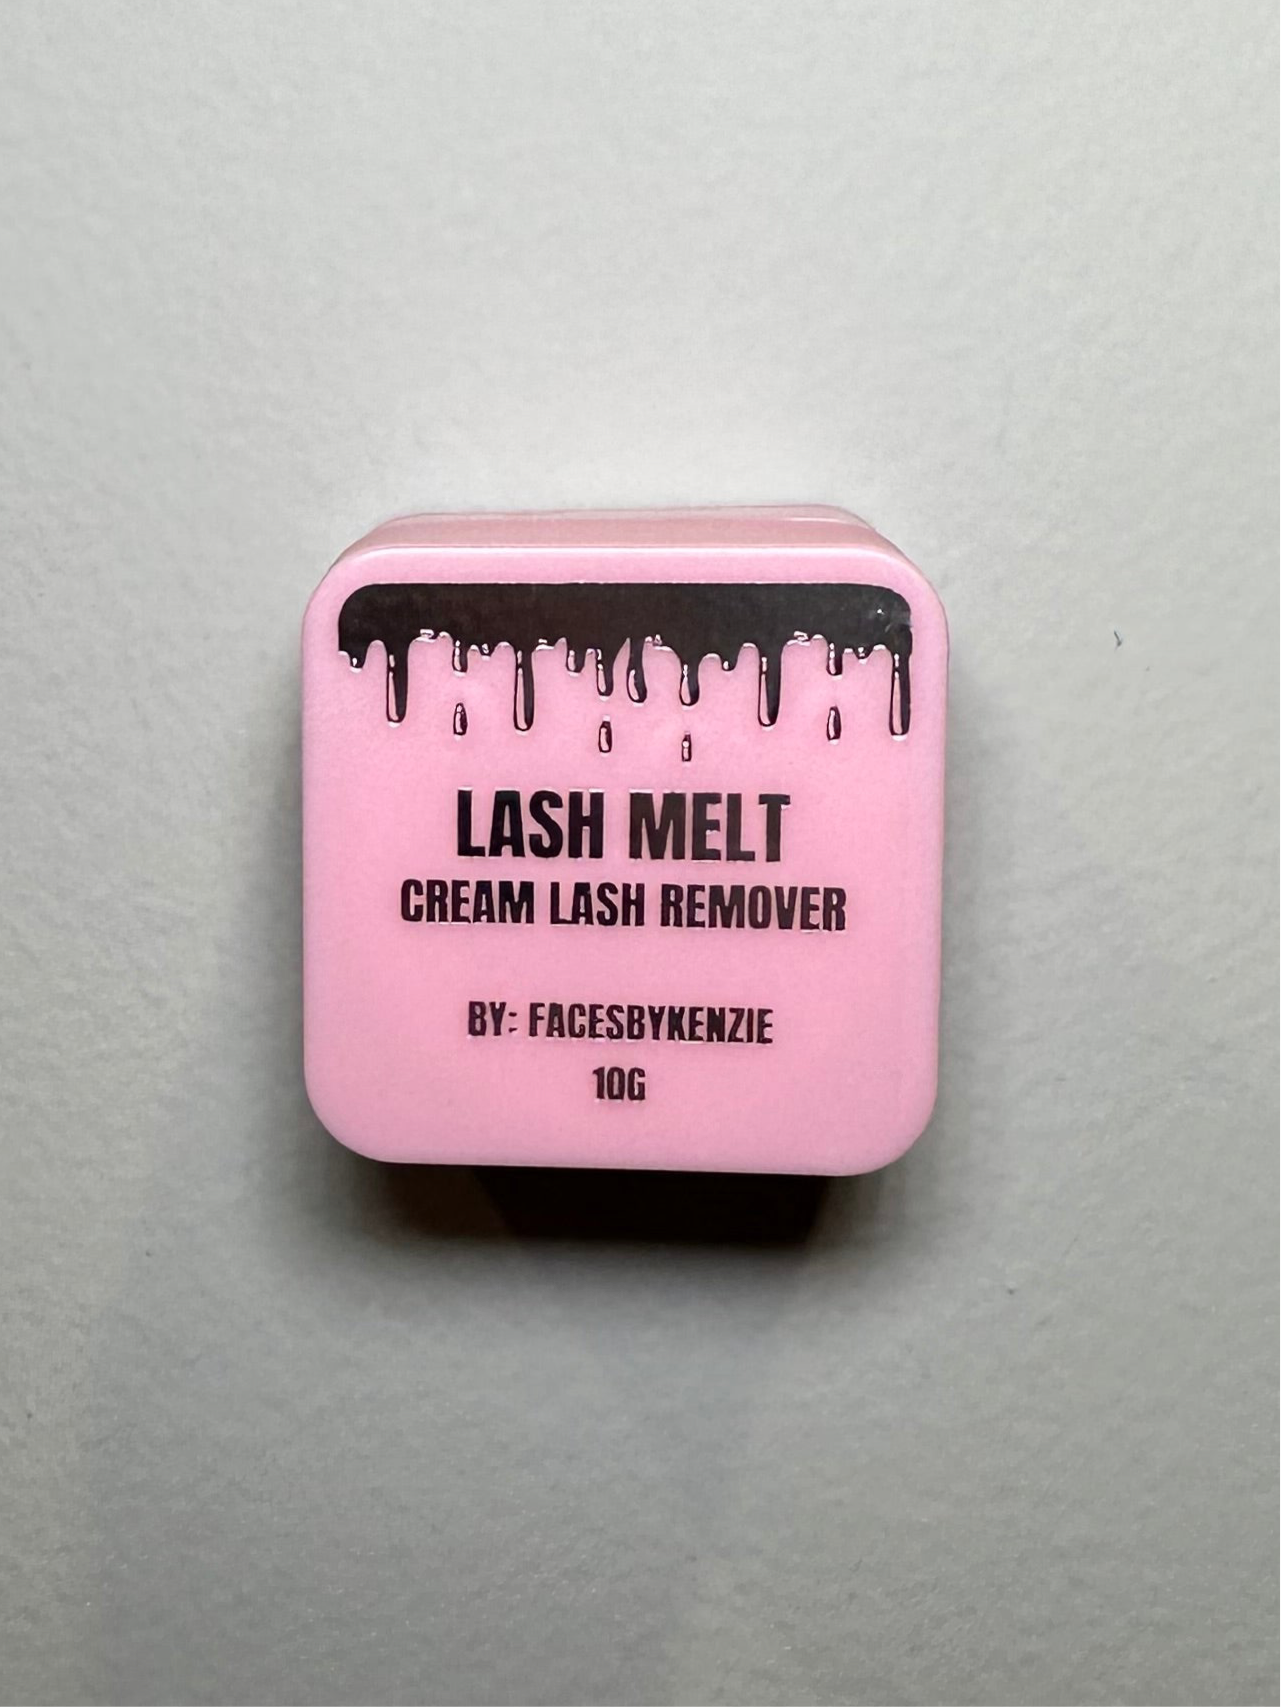 LASH MELT
CREAM LASH REMOVER
BY: FACESBYKENZIE
10G